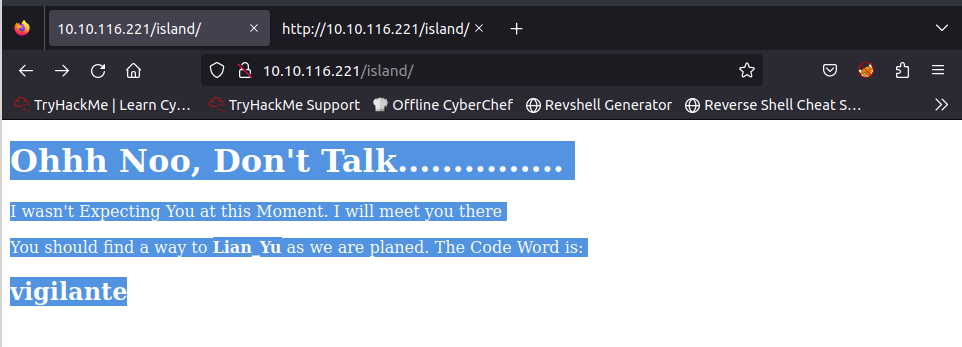 10.10.116.221/island/
http://10.10.116.221/island/
10.10.116.221/island/
TryHackMe | Learn Cy…
TryHackMe Support
Offline CyberChef
Revshell Generator
Reverse Shell Cheat S…
Ohhh Noo, Don't Talk...............
I wasn't Expecting You at this Moment. I will meet you there
You should find a way to Lian_Yu as we are planed. The Code Word is:
vigilante